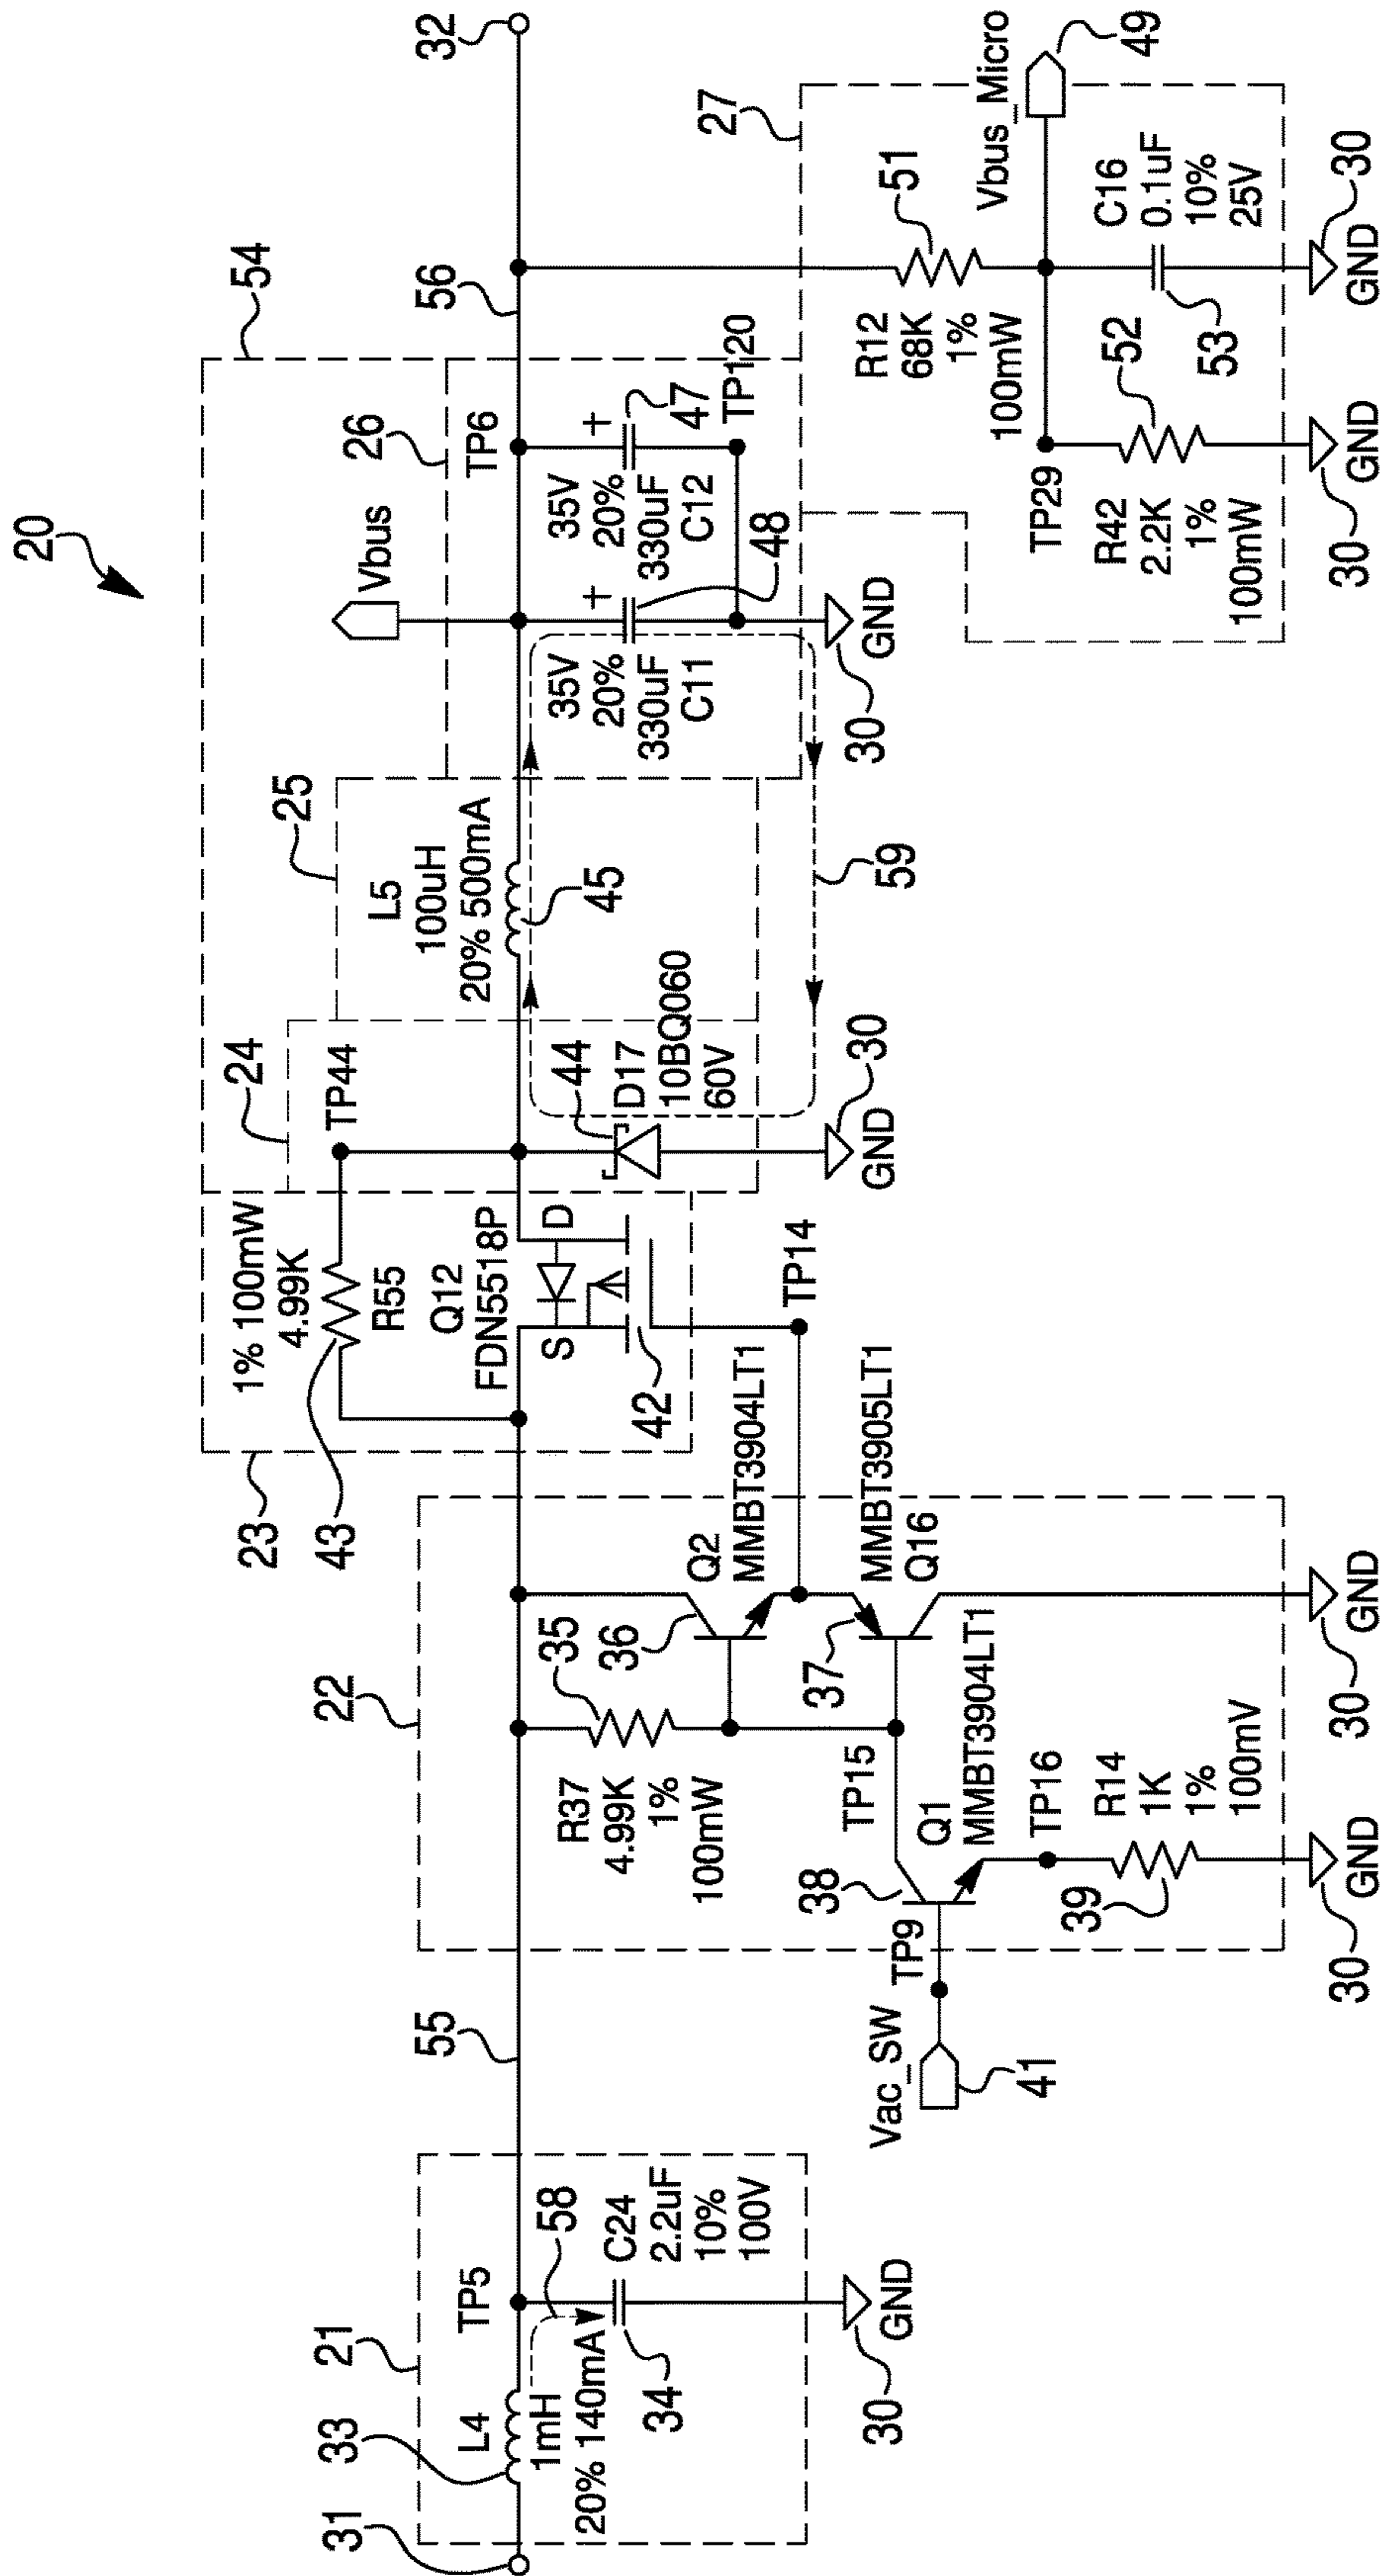 20
54
26
25
24
23
22
21
Vbus
56
32
TP6
35V
20%
330uF
C12
47
TP120
35V
20%
330uF
C11
48
GND
30
L5
100uH
20% 500mA
45
59
TP44
44
D17
10BQ060
60V
GND
30
1% 100mW
4.99K
R55
43
Q12
FDN5518P
S
D
42
TP14
27
51
R12
68K
1%
100mW
Vbus_Micro
49
TP29
R42
2.2K
1%
100mW
52
C16
0.1uF
10%
25V
53
GND
30
GND
30
35
R37
4.99K
1%
100mW
36
Q2
MMBT3904LT1
37
MMBT3905LT1
Q16
TP15
38
Q1
MMBT3904LT1
TP9
TP16
R14
1K
1%
100mV
39
Vac_SW
41
GND
30
GND
30
55
TP5
58
L4
33
1mH
20% 140mA
C24
2.2uF
10%
100V
34
GND
30
31